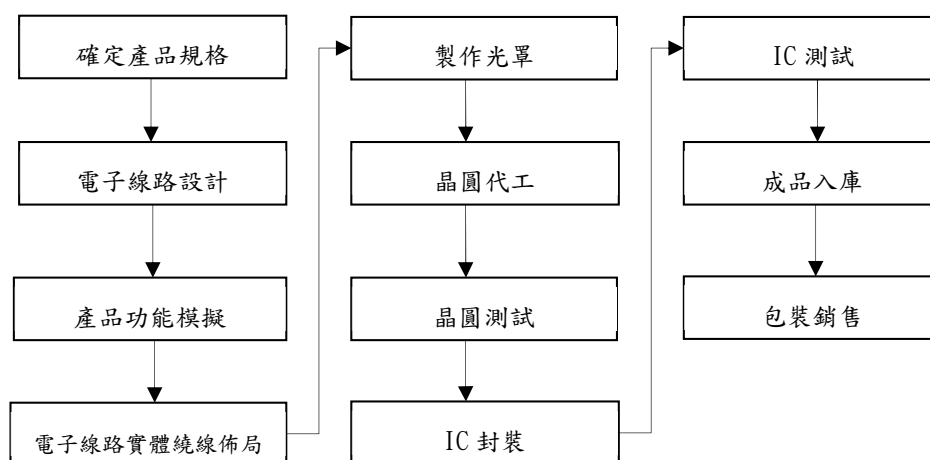 確定產品規格
電子線路設計
產品功能模擬
電子線路實體繞線佈局
製作光罩
晶圓代工
晶圓測試
IC 封裝
IC 測試
成品入庫
包裝銷售